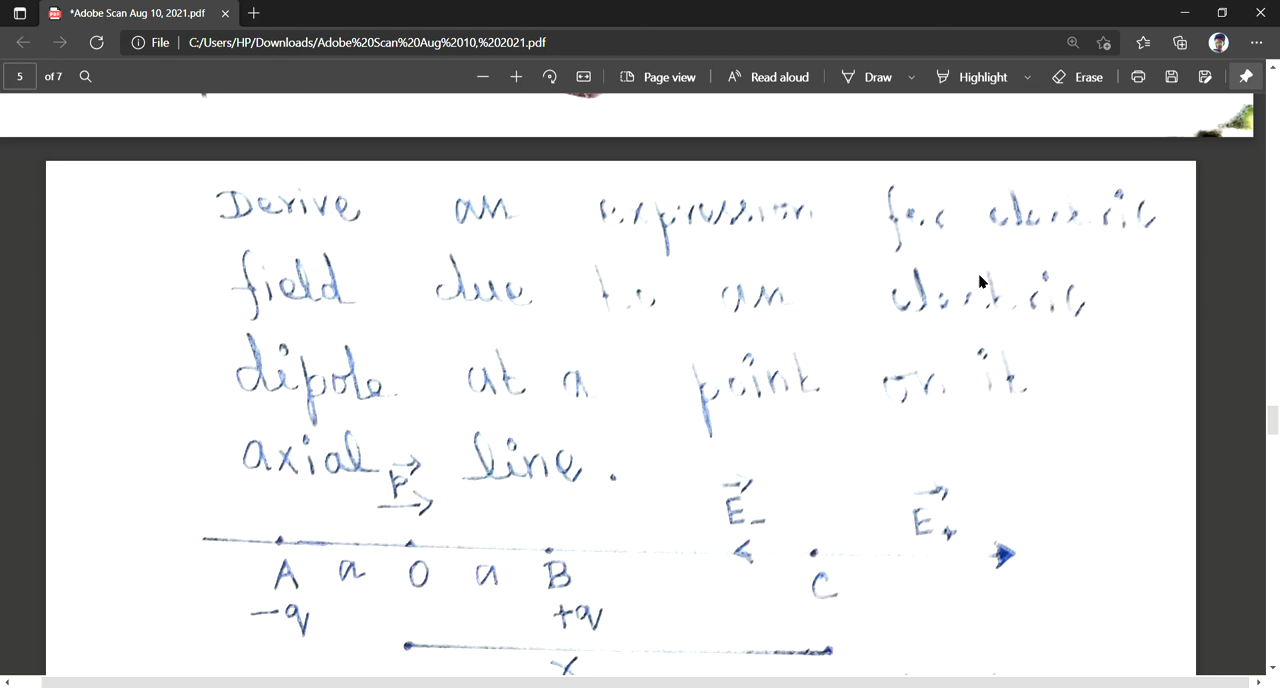 *Adobe Scan Aug 10, 2021.pdf
File C:/Users/HP/Downloads/Adobe%20Scan%20Aug%2010,%202021.pdf
5 of 7 Page view Read aloud Draw Highlight Erase
Derive an expression for electric
field due to an electric
dipole at a point on it
axial line.
P
E- E+
A a O a B C
-q +q